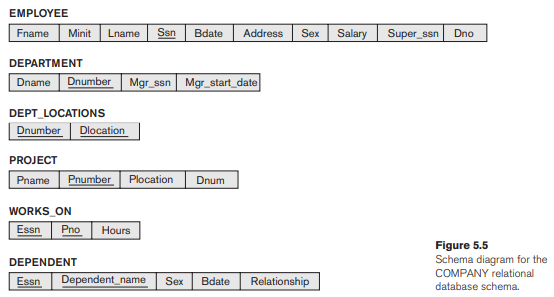 EMPLOYEE
Fname Minit Lname Ssn Bdate Address Sex Salary Super_ssn Dno
DEPARTMENT
Dname Dnumber Mgr_ssn Mgr_start_date
DEPT_LOCATIONS
Dnumber Dlocation
PROJECT
Pname Pnumber Plocation Dnum
WORKS_ON
Essn Pno Hours
DEPENDENT
Essn Dependent_name Sex Bdate Relationship
Figure 5.5
Schema diagram for the
COMPANY relational
database schema.